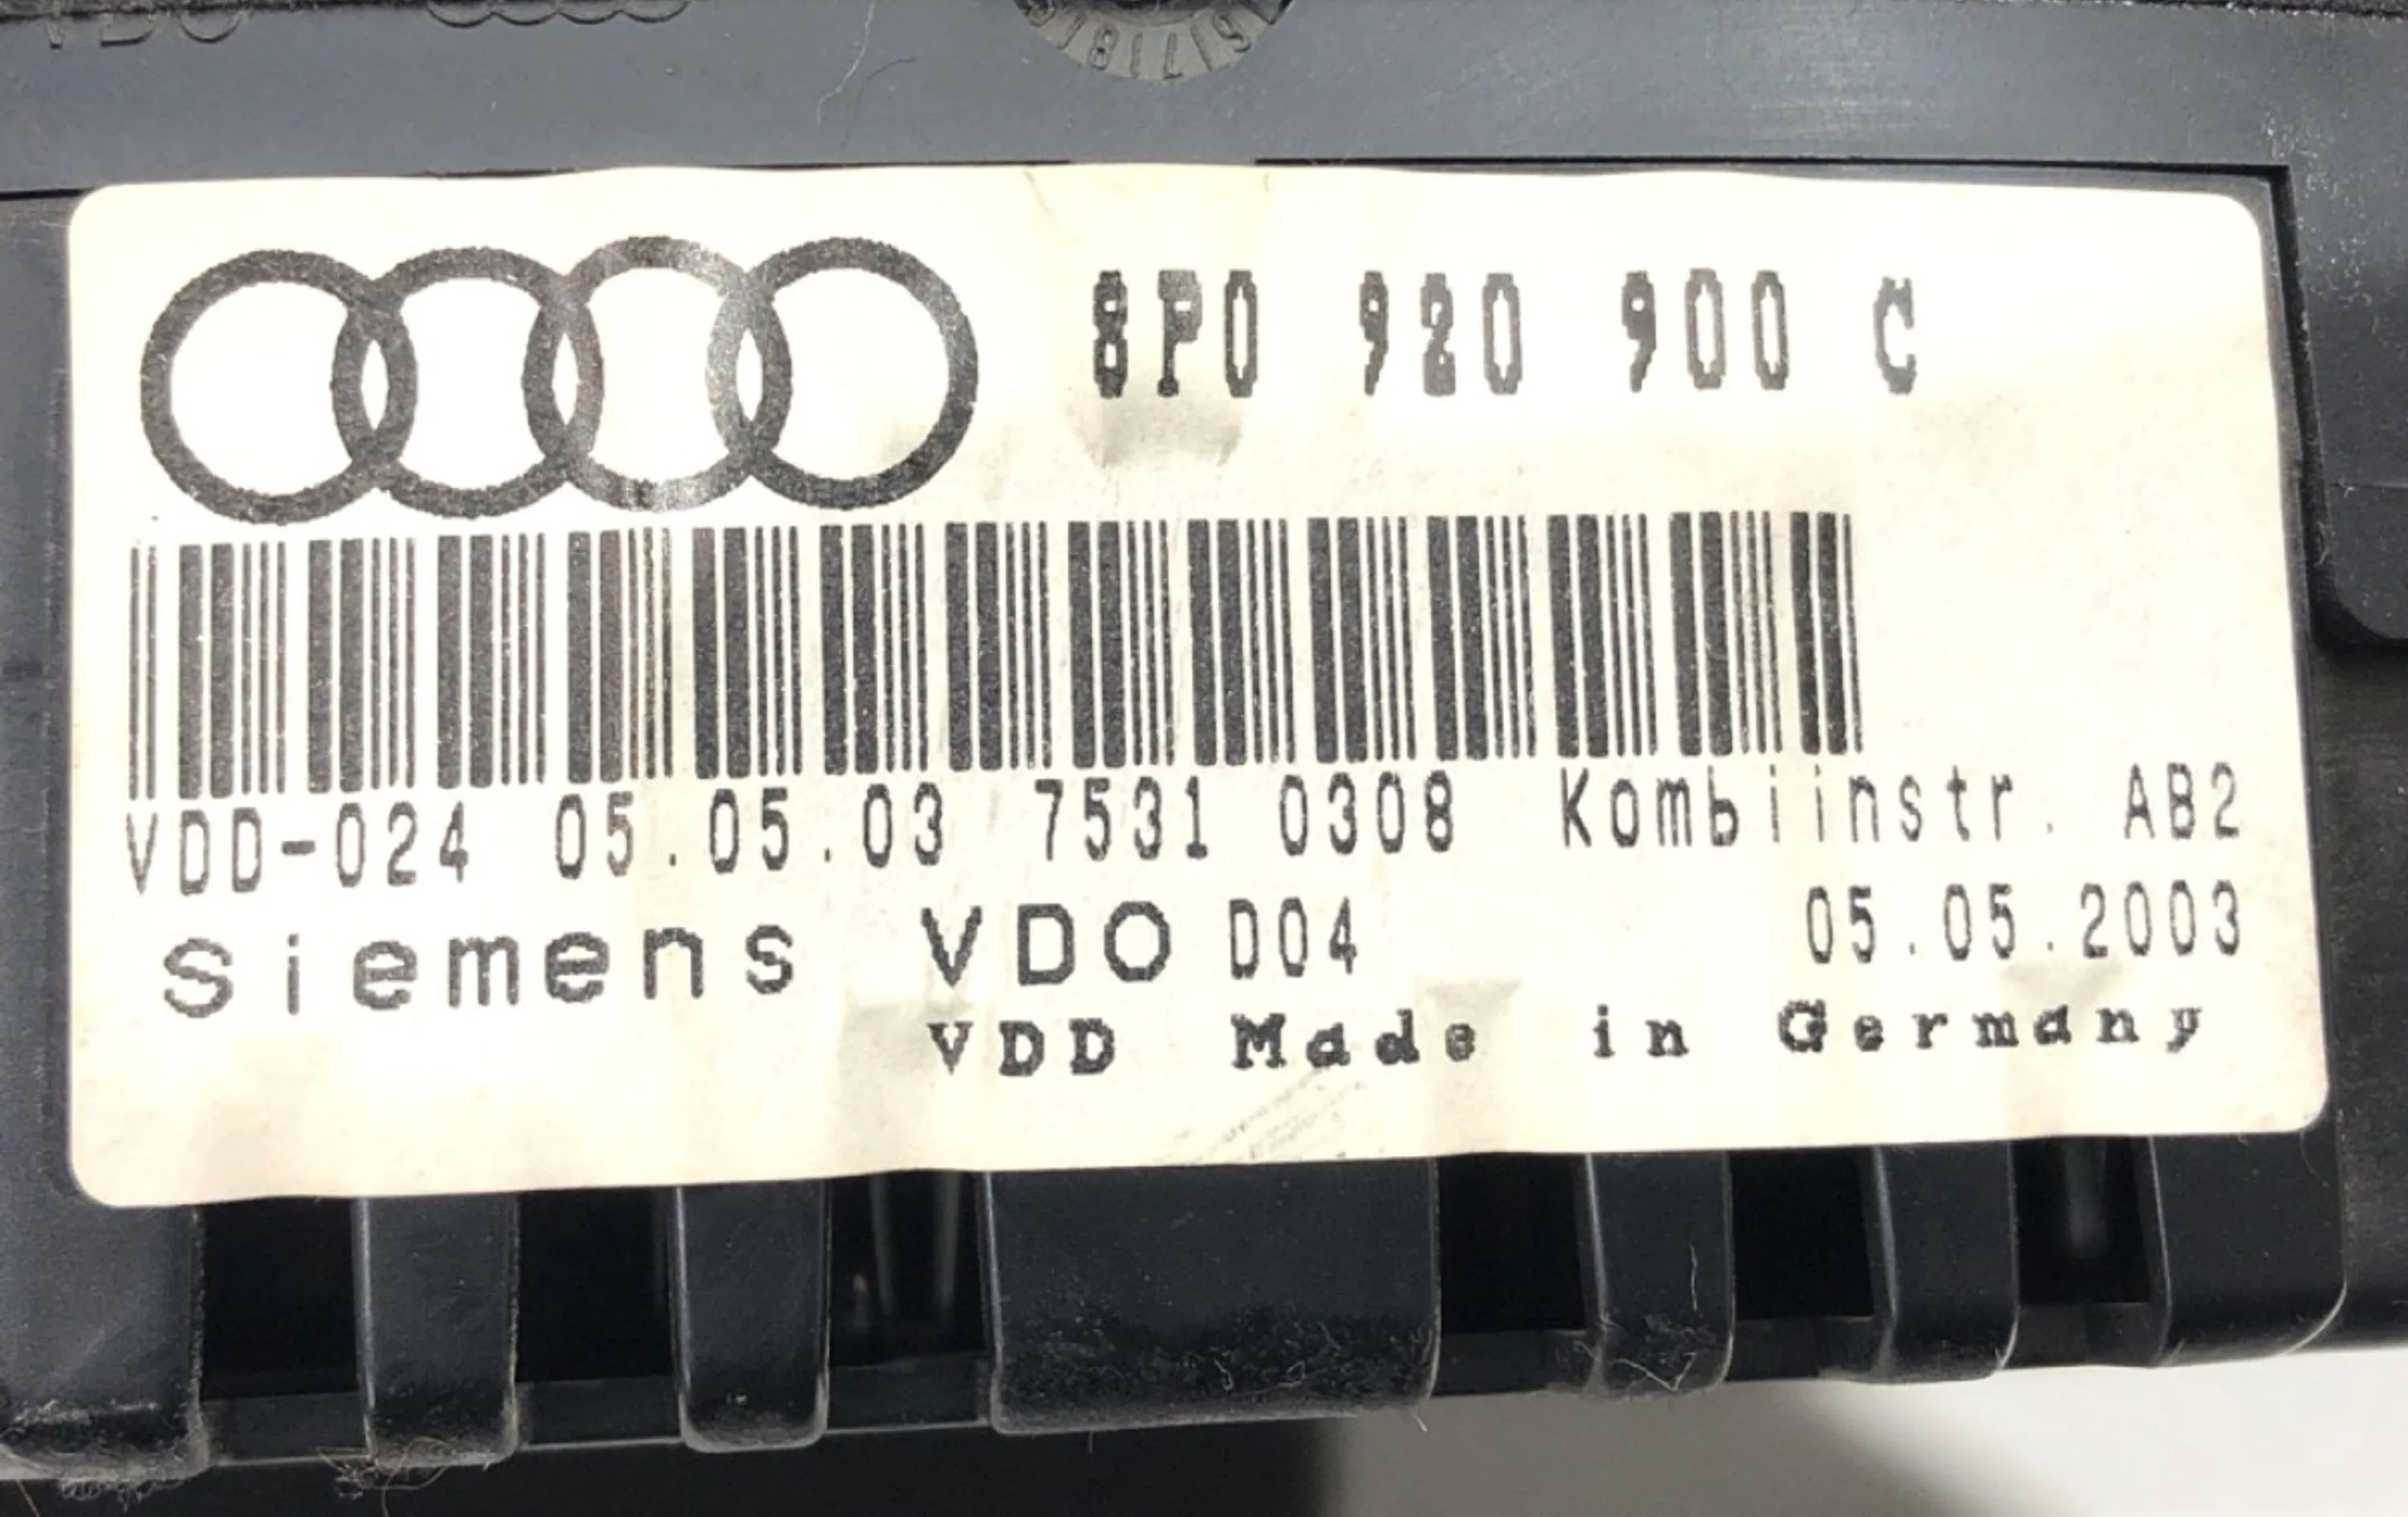 8P0 920 900 C
VDD-024 05.05.03 7531 0308 Kombiinstr. AB2
Siemens VDO D04 05.05.2003
VDD Made in Germany